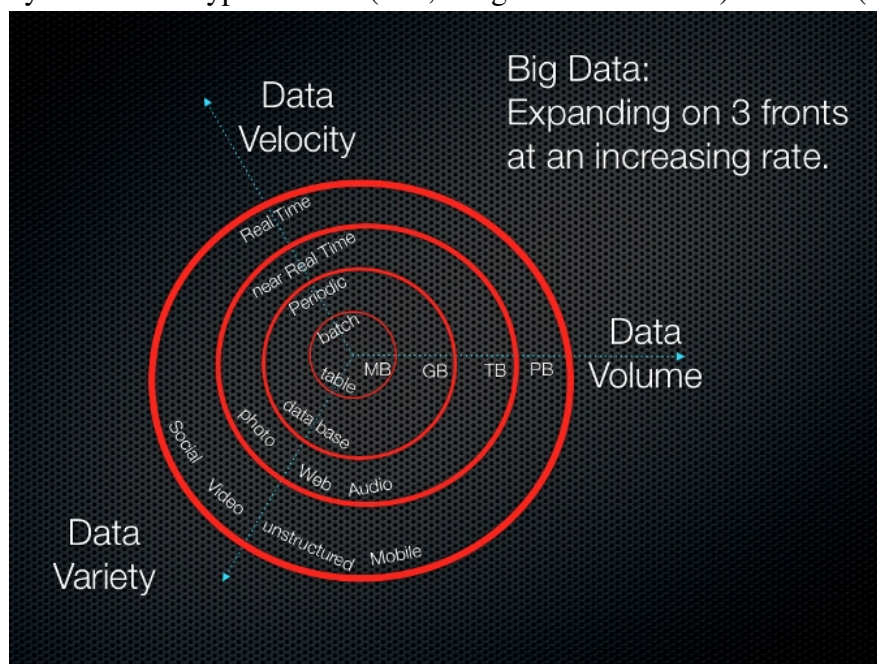 Big Data:
Expanding on 3 fronts
at an increasing rate.
Data
Velocity
Real Time
near Real Time
Periodic
batch
table
MB
GB
TB
PB
Data
Volume
data base
photo
Web
Audio
Social
Video
unstructured
Mobile
Data
Variety